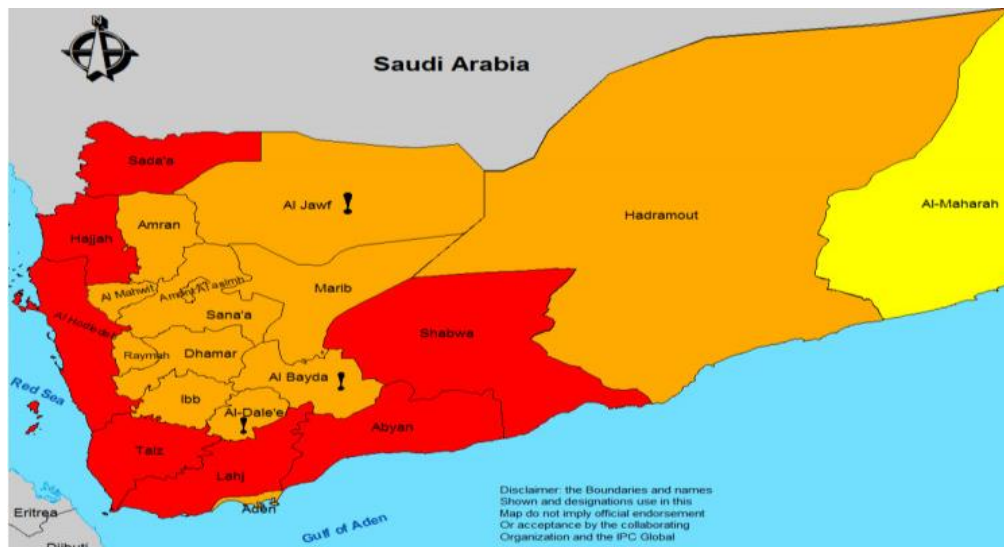 N
Saudi Arabia
Sada'a
Al Jawf
Hadramout
Al-Maharah
Hajjah
Amran
Al Mahwit
Marib
Sana'a
Al Hodiedah
Shabwa
Raymah
Dhamar
Al Bayda
Red Sea
Ibb
Al-Dale'e
Taiz
Abyan
Lahj
Aden
Gulf of Aden
Eritrea
Disclaimer: the Boundaries and names
Shown and designations use in this
Map do not imply official endorsement
Or acceptance by the collaborating
Organization and the IPC Global